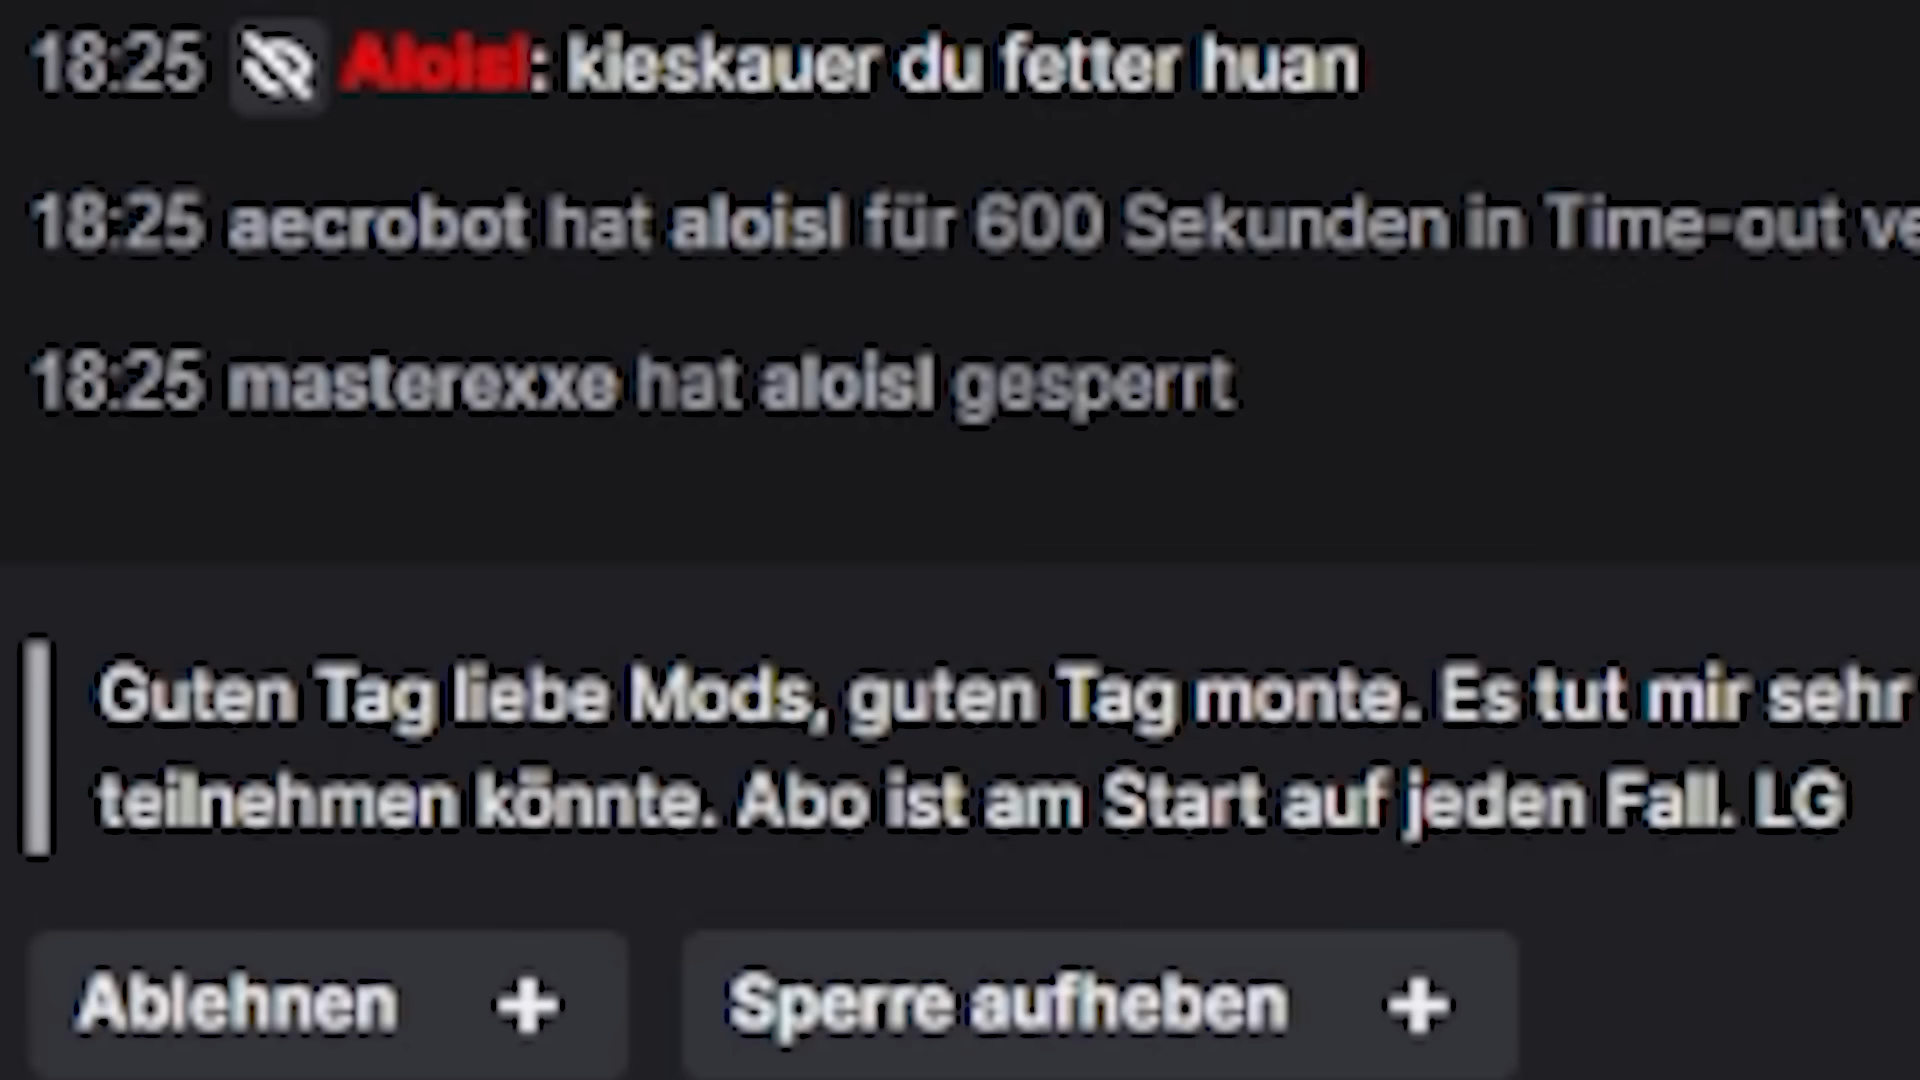 18:25 Aloisl: kieskauer du fetter huan
18:25 aecrobot hat aloisl für 600 Sekunden in Time-out ve
18:25 masterexxe hat aloisl gesperrt
Guten Tag liebe Mods, guten Tag monte. Es tut mir sehr
teilnehmen könnte. Abo ist am Start auf jeden Fall. LG
Ablehnen + Sperre aufheben +